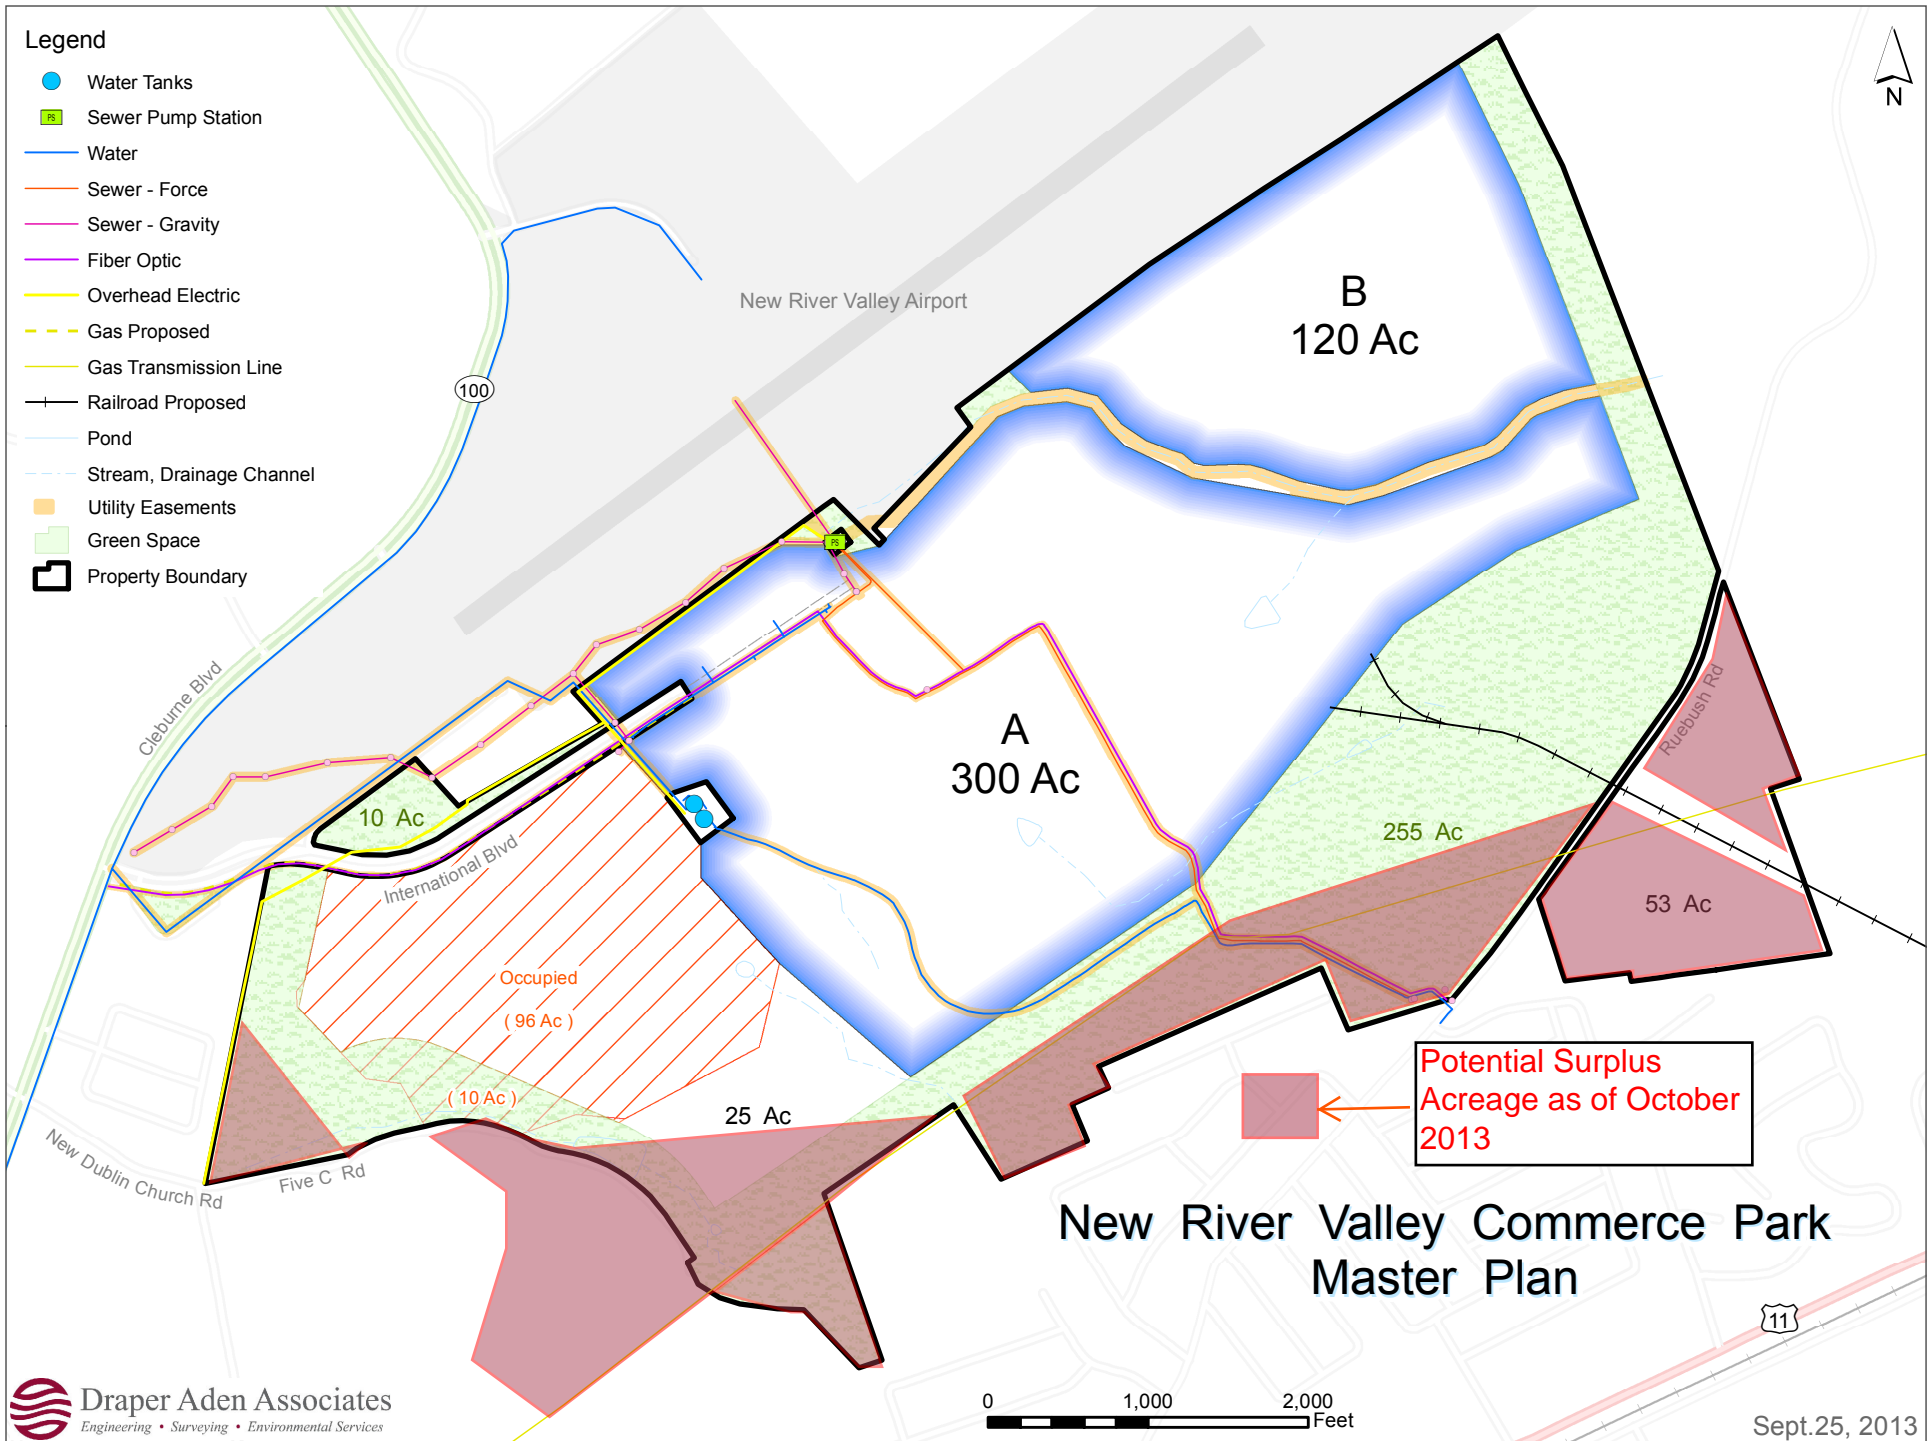 Legend
Water Tanks
PS
Sewer Pump Station
Water
Sewer - Force
Sewer - Gravity
Fiber Optic
Overhead Electric
Gas Proposed
Gas Transmission Line
Railroad Proposed
Pond
Stream, Drainage Channel
Utility Easements
Green Space
Property Boundary
N
100
New River Valley Airport
B
120 Ac
PS
Cleburne Blvd
A
300 Ac
Ruebush Rd
10 Ac
International Blvd
255 Ac
53 Ac
Occupied
( 96 Ac )
( 10 Ac )
25 Ac
New Dublin Church Rd
Five C Rd
Potential Surplus
Acreage as of October
2013
New River Valley Commerce Park
Master Plan
11
Draper Aden Associates
Engineering • Surveying • Environmental Services
0 1,000 2,000
Feet
Sept.25, 2013